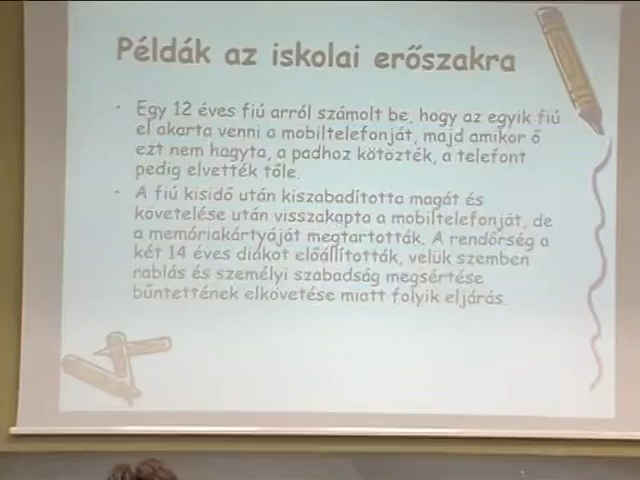 Példák az iskolai erőszakra
· Egy 12 éves fiú arról számolt be, hogy az egyik fiú
el akarta venni a mobiltelefonját, majd amikor ő
ezt nem hagyta, a padhoz kötözték, a telefont
pedig elvették tőle.
· A fiú kisidő után kiszabadította magát és
követelése után visszakapta a mobiltelefonját, de
a memóriakártyáját megtartották. A rendőrség a
két 14 éves diákot előállították, velük szemben
rablás és személyi szabadság megsértése
bűntettének elkövetése miatt folyik eljárás.